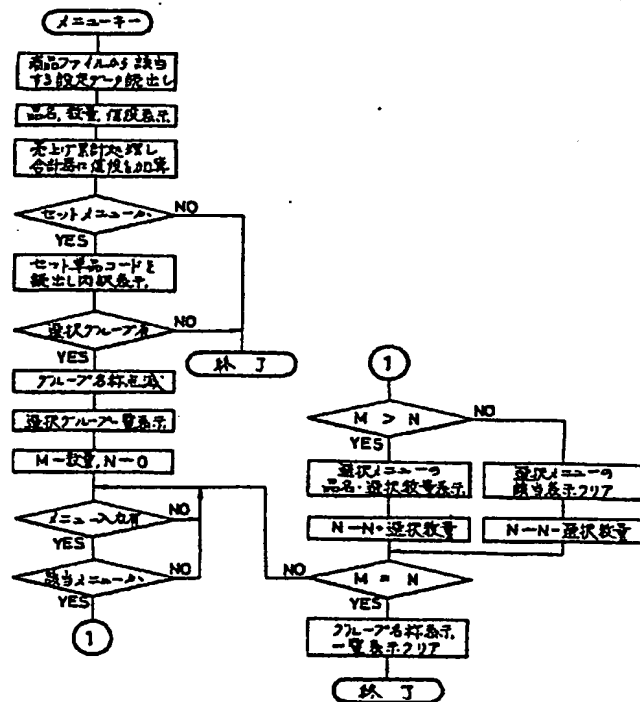 メニューキー
商品ファイルから該当
する設定データ読出し
品名,数量,値段表示
売上げ累計処理し
合計器に値段を加算
セットメニューか
NO
YES
セット単品コードを
読出し内訳表示
選択グループ有
NO
YES
終了
グループ名称点滅
選択グループ一覧表示
M←数量,N←0
メニュー入力有
NO
YES
該当メニューか
NO
YES
1
1
M > N
NO
YES
選択メニューの
品名・選択数量表示
選択メニューの
該当表示クリア
N←N+選択数量
N←N-選択数量
M = N
NO
YES
グループ名称表示,
一覧表示クリア
終了